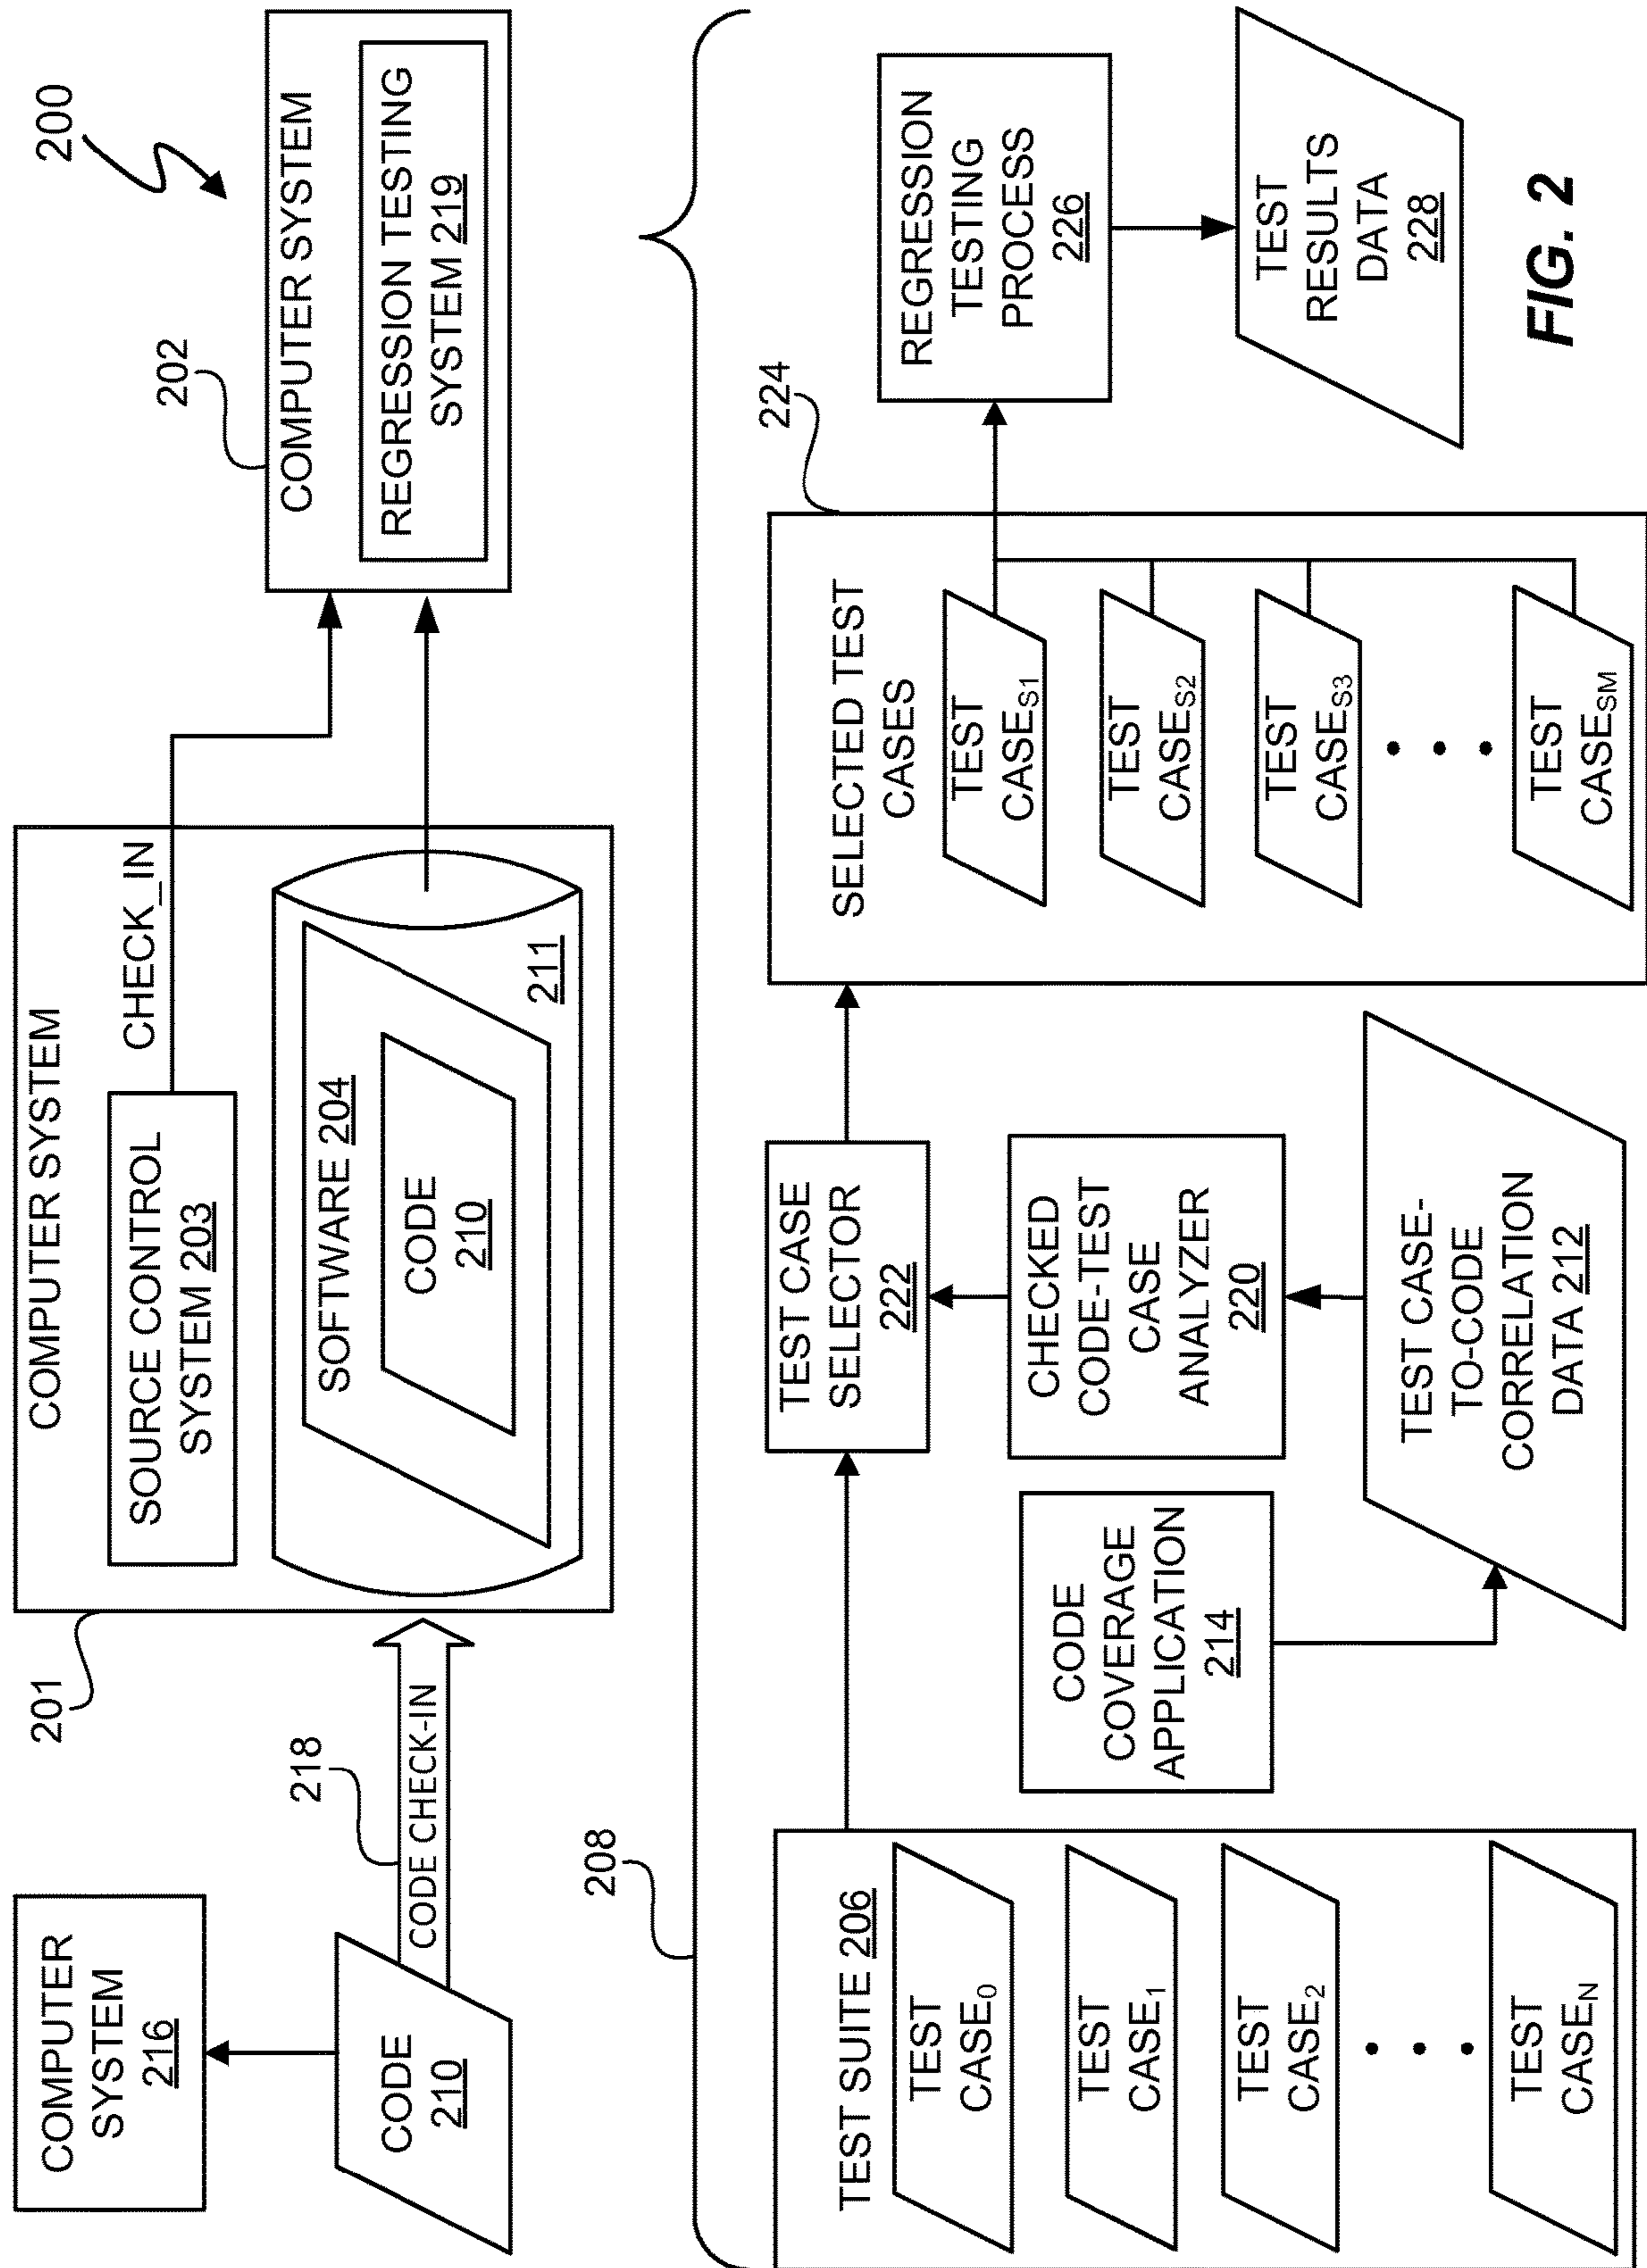 200
COMPUTER
SYSTEM
216
CODE
210
218
CODE CHECK-IN
201
COMPUTER SYSTEM
SOURCE CONTROL
SYSTEM 203
CHECK_IN
SOFTWARE 204
CODE
210
211
202
COMPUTER SYSTEM
REGRESSION TESTING
SYSTEM 219
208
TEST SUITE 206
TEST
CASE0
TEST
CASE1
TEST
CASE2
• • •
TEST
CASEN
CODE
COVERAGE
APPLICATION
214
TEST CASE
SELECTOR
222
CHECKED
CODE-TEST
CASE
ANALYZER
220
TEST CASE-
TO-CODE
CORRELATION
DATA 212
224
SELECTED TEST
CASES
TEST
CASES1
TEST
CASES2
TEST
CASES3
• • •
TEST
CASESM
REGRESSION
TESTING
PROCESS
226
TEST
RESULTS
DATA
228
FIG. 2